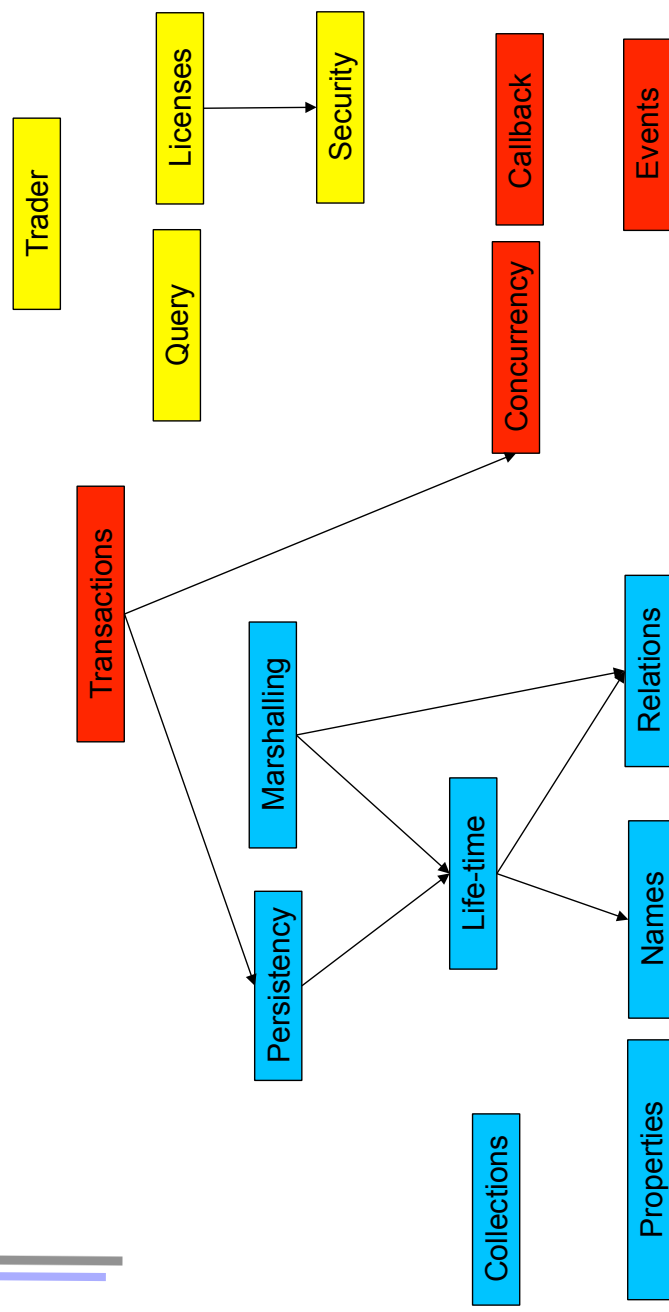 Trader
Transactions
Query
Licenses
Persistency
Marshalling
Security
Life-time
Collections
Concurrency
Callback
Properties
Names
Relations
Events